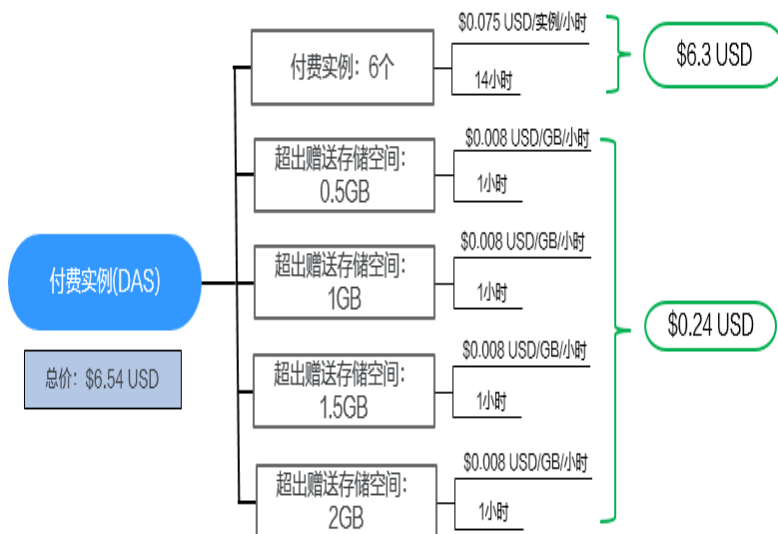 $0.075 USD/实例/小时
付费实例：6个
14小时
$6.3 USD
$0.008 USD/GB/小时
超出赠送存储空间：
0.5GB
1小时
$0.008 USD/GB/小时
超出赠送存储空间：
1GB
1小时
付费实例(DAS)
$0.24 USD
总价：$6.54 USD
$0.008 USD/GB/小时
超出赠送存储空间：
1.5GB
1小时
$0.008 USD/GB/小时
超出赠送存储空间：
2GB
1小时